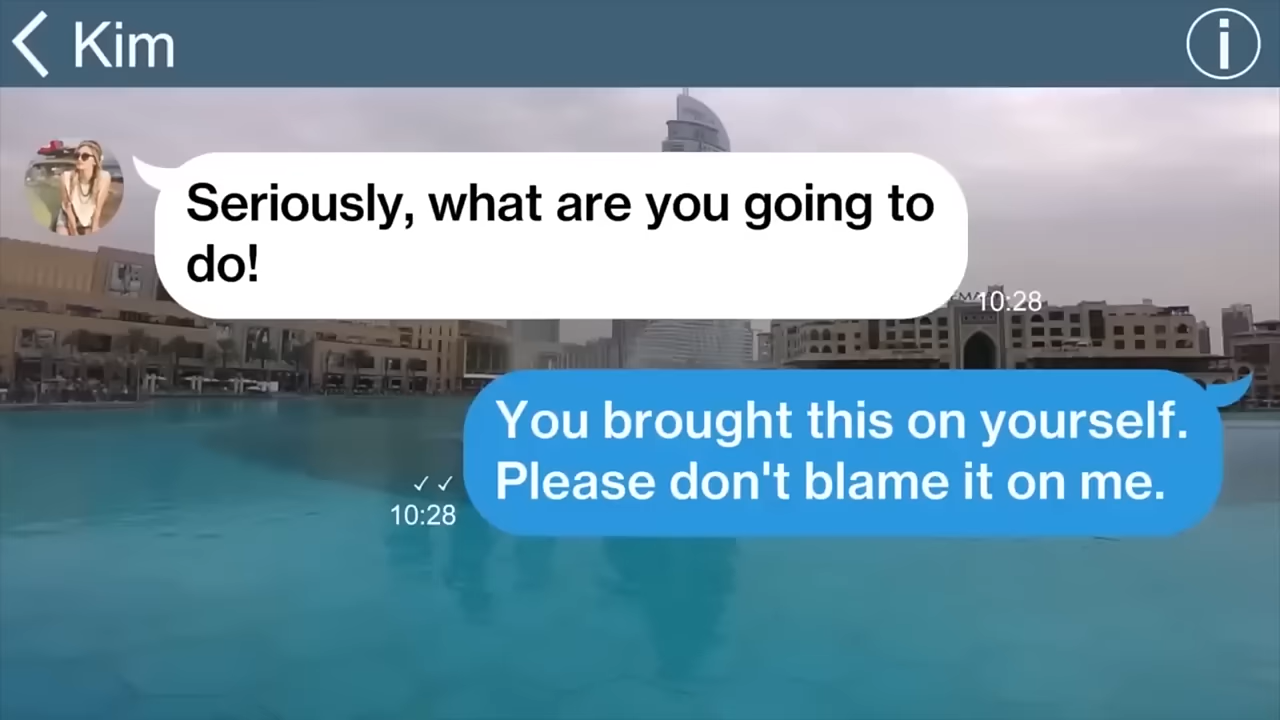 Kim
Seriously, what are you going to
do!
10:28
You brought this on yourself.
Please don't blame it on me.
✓✓
10:28